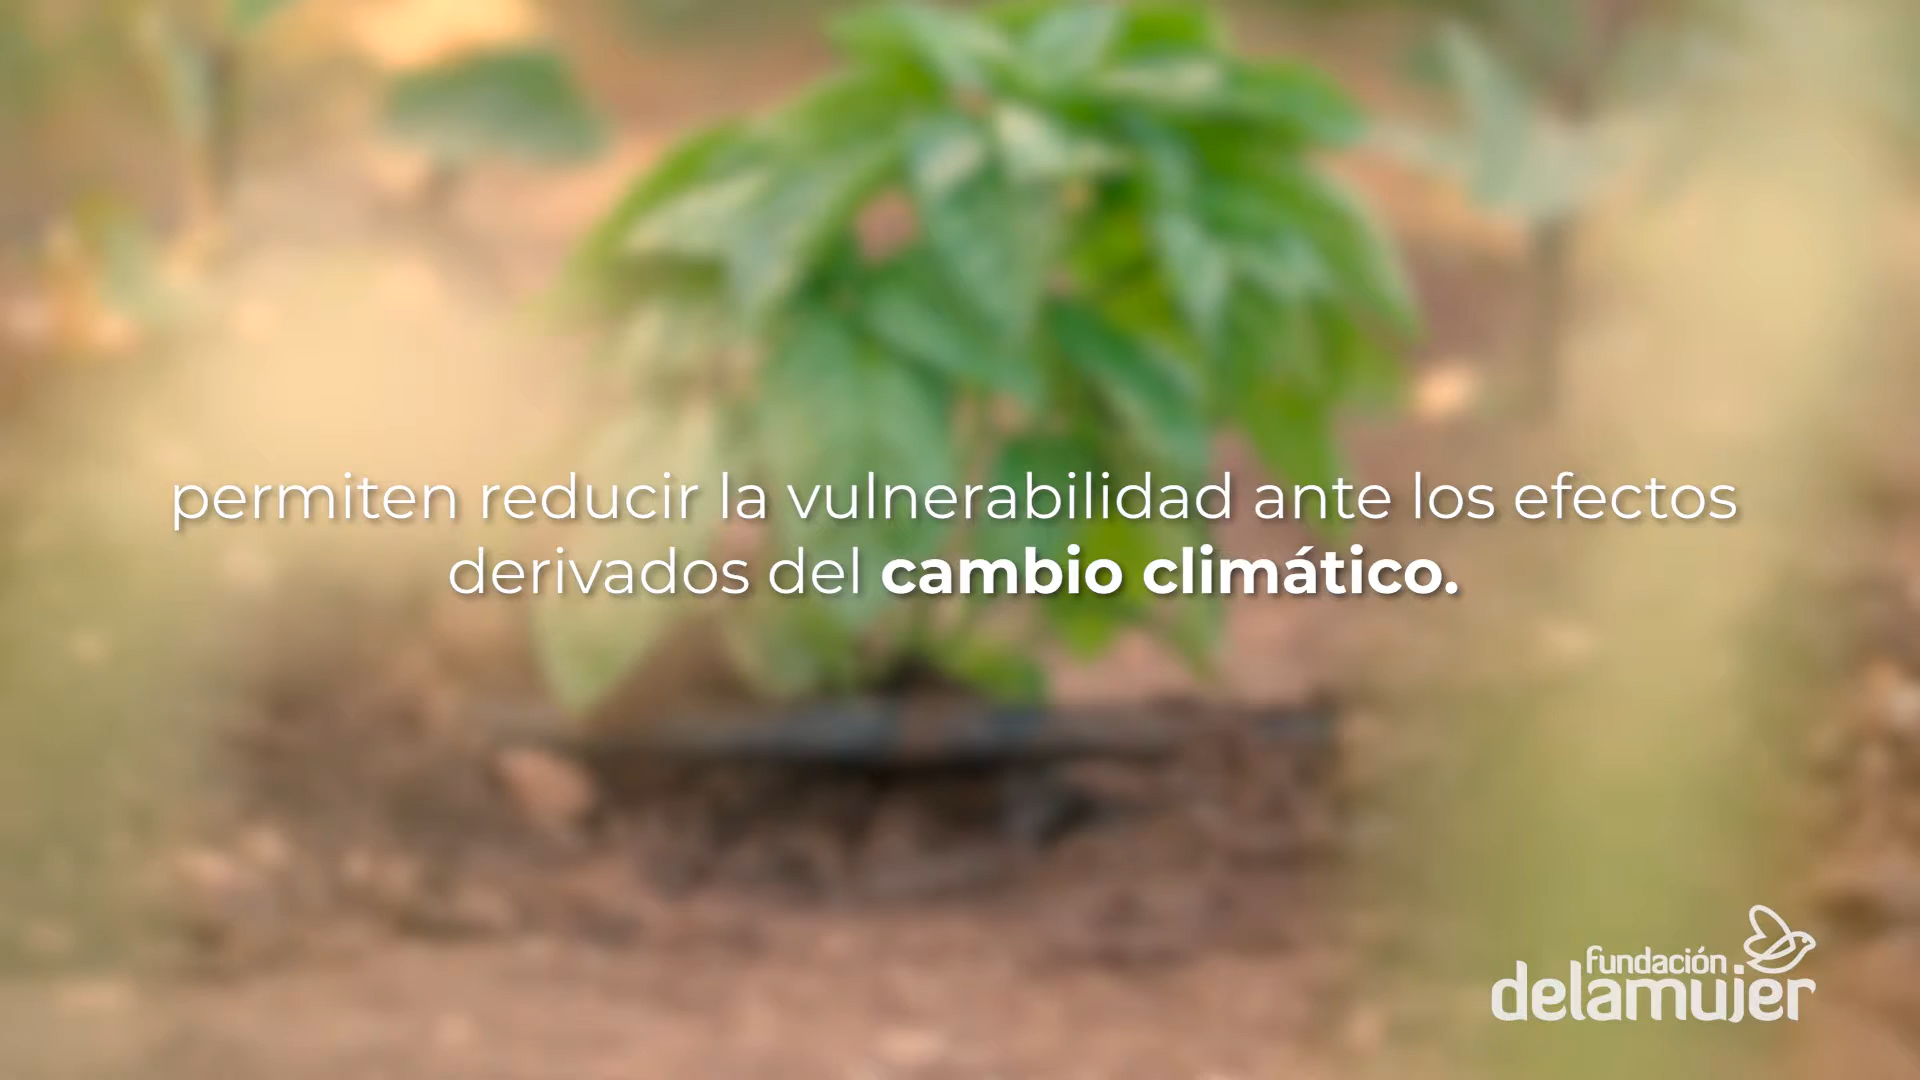 permiten reducir la vulnerabilidad ante los efectos
derivados del cambio climático.
fundación
delamujer